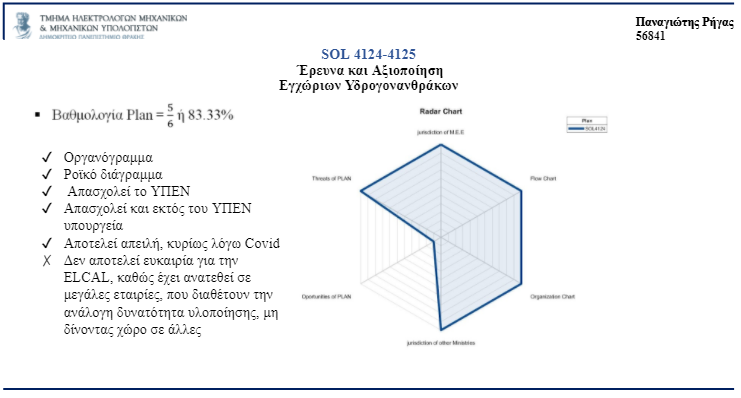 ΤΜΗΜΑ ΗΛΕΚΤΡΟΛΟΓΩΝ ΜΗΧΑΝΙΚΩΝ
& ΜΗΧΑΝΙΚΩΝ ΥΠΟΛΟΓΙΣΤΩΝ
ΔΗΜΟΚΡΙΤΕΙΟ ΠΑΝΕΠΙΣΤΗΜΙΟ ΘΡΑΚΗΣ
Παναγιώτης Ρήγας
56841
SOL 4124-4125
Έρευνα και Αξιοποίηση
Εγχώριων Υδρογονανθράκων
▪ Βαθμολογία Plan = 5/6 ή 83.33%
✓ Οργανόγραμμα
✓ Ροϊκό διάγραμμα
✓ Απασχολεί το ΥΠΕΝ
✓ Απασχολεί και εκτός του ΥΠΕΝ
υπουργεία
✓ Αποτελεί απειλή, κυρίως λόγω Covid
✗ Δεν αποτελεί ευκαιρία για την
ELCAL, καθώς έχει ανατεθεί σε
μεγάλες εταιρίες, που διαθέτουν την
ανάλογη δυνατότητα υλοποίησης, μη
δίνοντας χώρο σε άλλες
Radar Chart
jurisdiction of M.E.E
Plan
SOL4124
Threats of PLAN
Flow Chart
Oportunities of PLAN
Organization Chart
jurisdiction of other Ministries